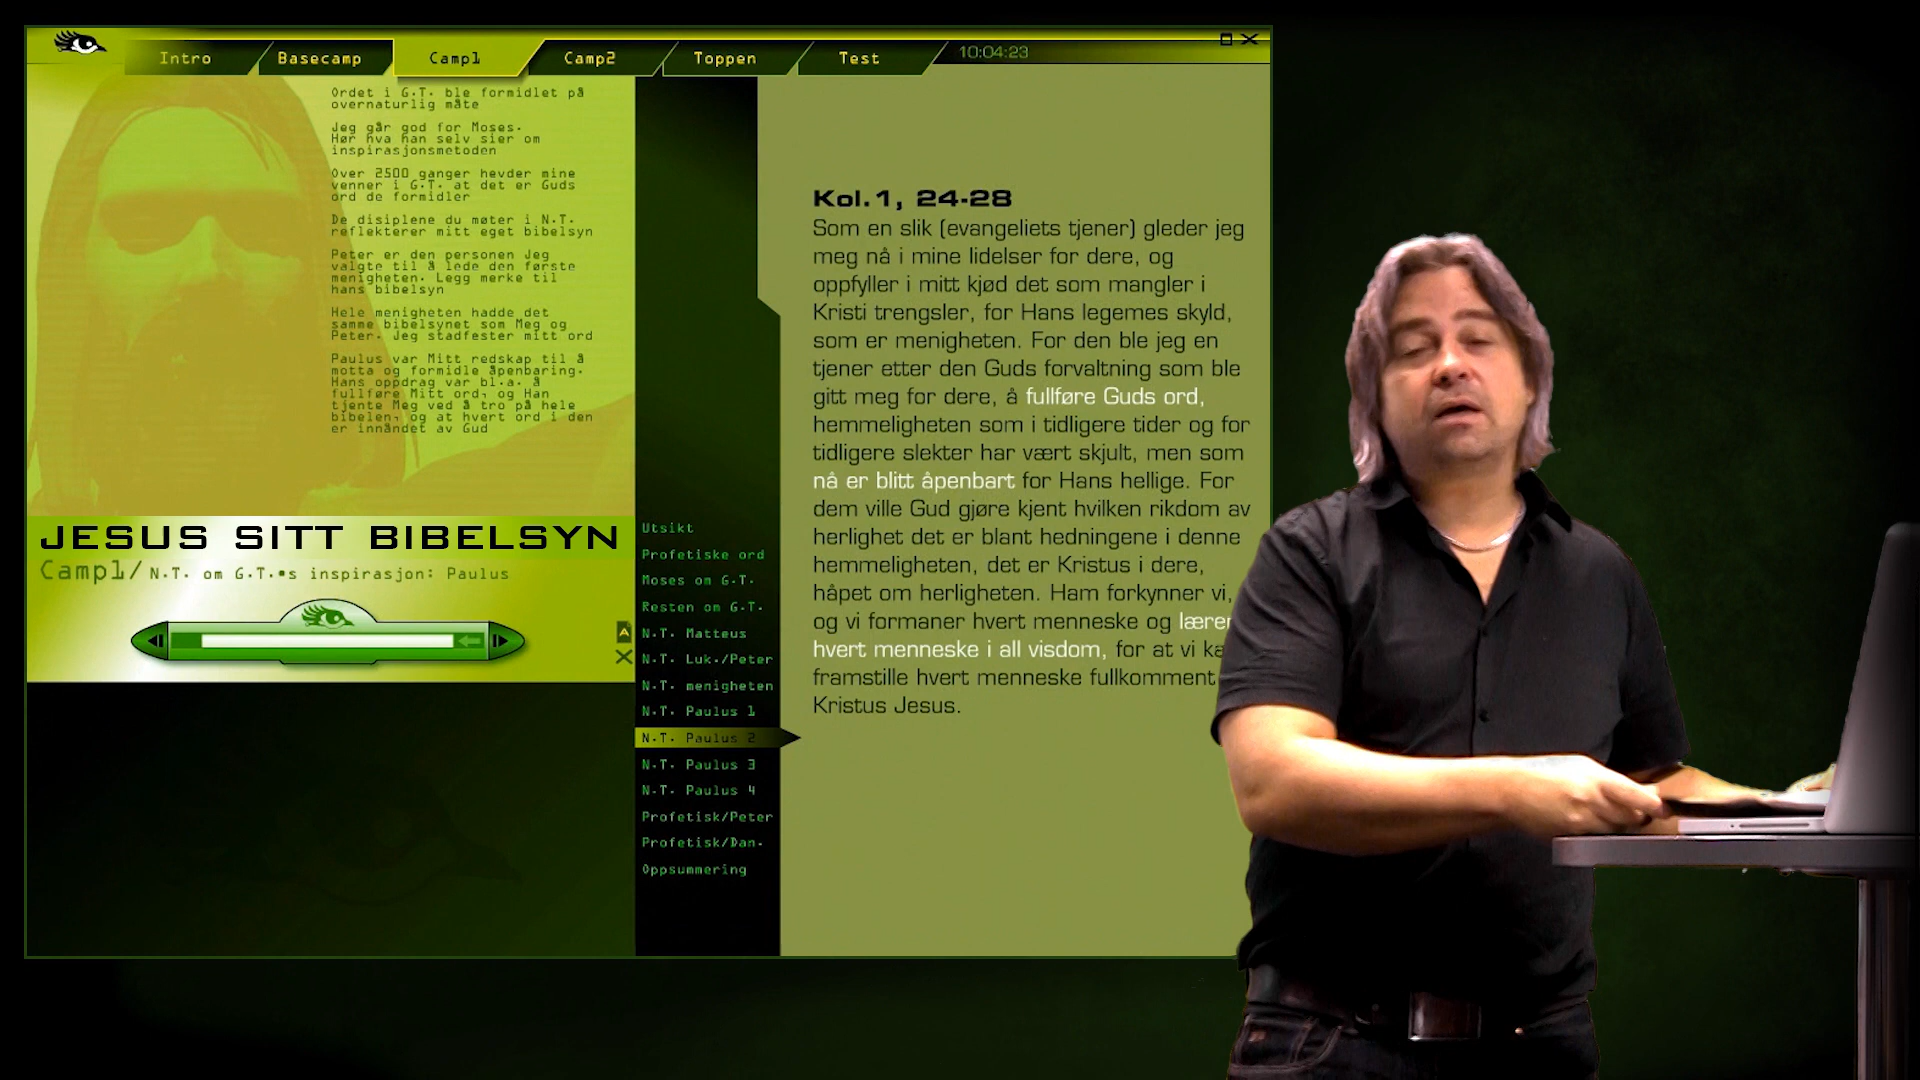 Intro
Basecamp
Camp1
Camp2
Toppen
Test
10:04:23
Ordet i G.T. ble formidlet på
overnaturlig måte
Jeg går god for Moses.
Hør hva han selv sier om
inspirasjonsmetoden
Over 2500 ganger hevder mine
venner i G.T. at det er Guds
ord de formidler
De disiplene du møter i N.T.
reflekterer mitt eget bibelsyn
Peter er den personen Jeg
valgte til å lede den første
menigheten. Legg merke til
hans bibelsyn
Hele menigheten hadde det
samme bibelsynet som Meg og
Peter. Jeg stadfester mitt ord
Paulus var Mitt redskap til å
motta og formidle åpenbaring.
Hans oppdrag var bl.a. å
fullføre Mitt ord, og Han
tjente Meg ved å tro på hele
bibelen, og at hvert ord i den
er innåndet av Gud
JESUS SITT BIBELSYN
Camp1/N.T. om G.T.•s inspirasjon: Paulus
A
Utsikt
Profetiske ord
Moses om G.T.
Resten om G.T.
N.T. Matteus
N.T. Luk./Peter
N.T. menigheten
N.T. Paulus 1
N.T. Paulus 2
N.T. Paulus 3
N.T. Paulus 4
Profetisk/Peter
Profetisk/Dan.
Oppsummering
Kol.1, 24-28
Som en slik (evangeliets tjener) gleder jeg
meg nå i mine lidelser for dere, og
oppfyller i mitt kjød det som mangler i
Kristi trengsler, for Hans legemes skyld,
som er menigheten. For den ble jeg en
tjener etter den Guds forvaltning som ble
gitt meg for dere, å fullføre Guds ord,
hemmeligheten som i tidligere tider og for
tidligere slekter har vært skjult, men som
nå er blitt åpenbart for Hans hellige. For
dem ville Gud gjøre kjent hvilken rikdom av
herlighet det er blant hedningene i denne
hemmeligheten, det er Kristus i dere,
håpet om herligheten. Ham forkynner vi,
og vi formaner hvert menneske og lærer
hvert menneske i all visdom, for at vi ka
framstille hvert menneske fullkomment
Kristus Jesus.